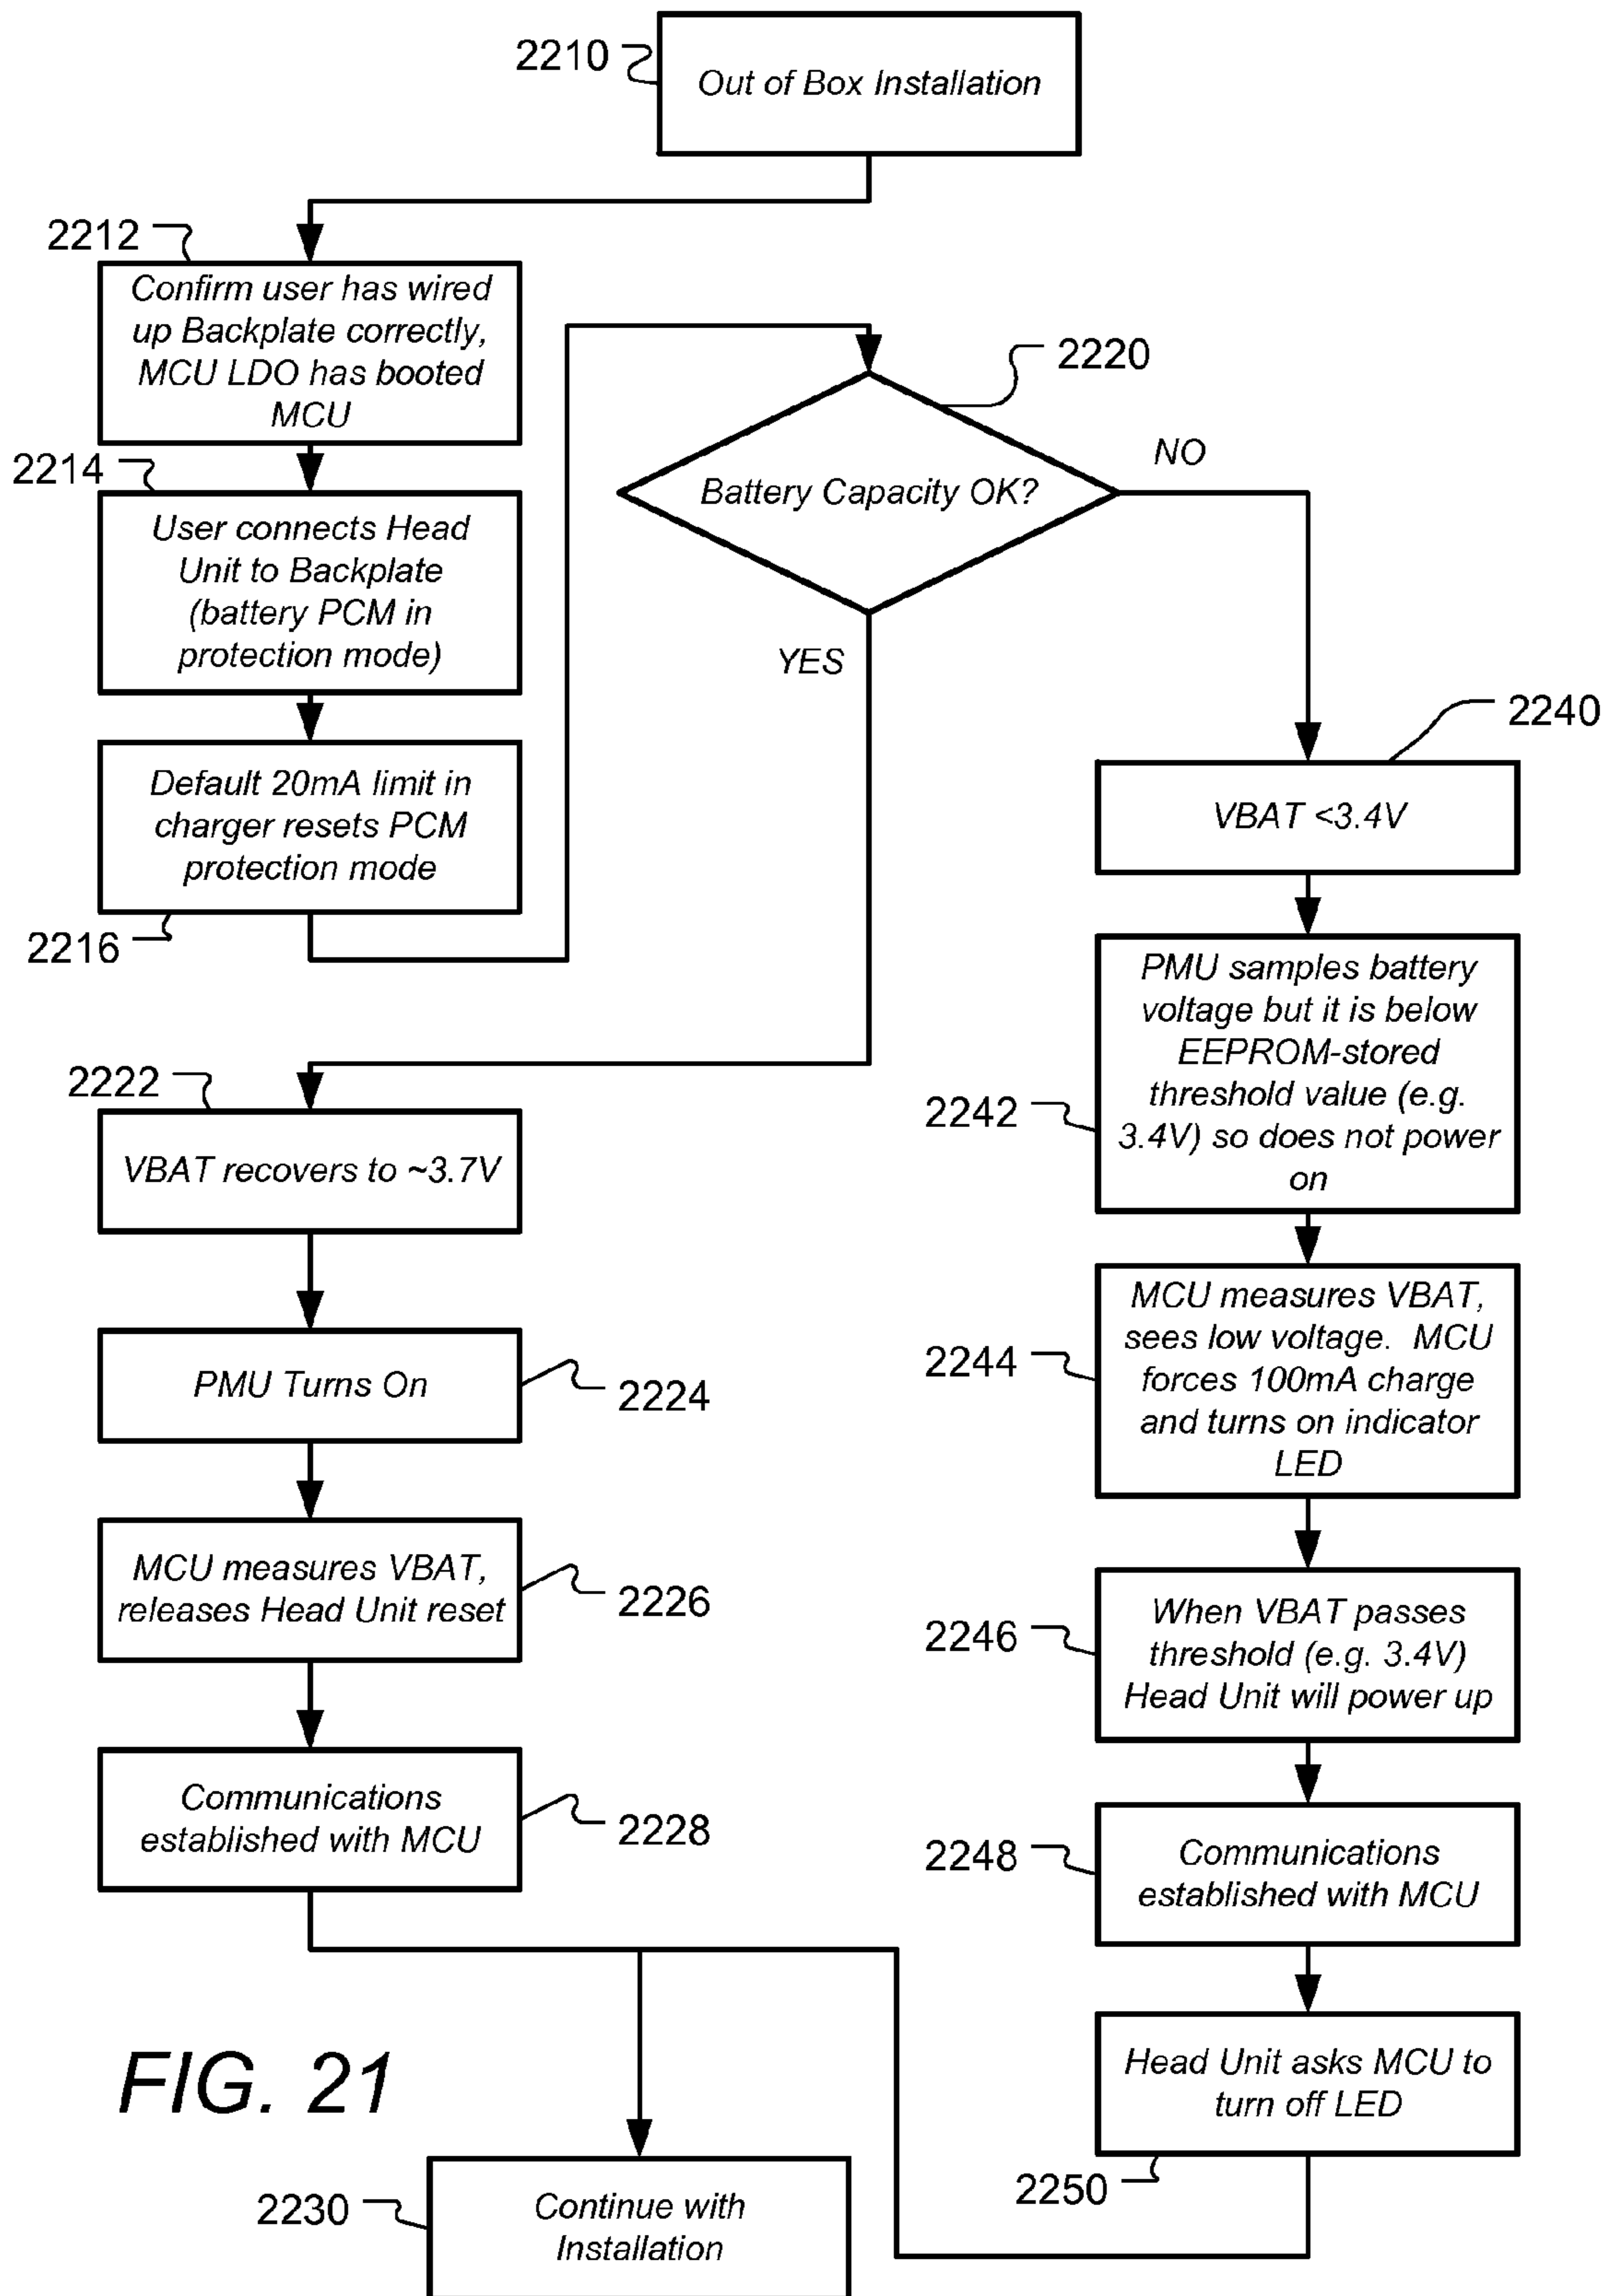 2210
Out of Box Installation
2212
Confirm user has wired
up Backplate correctly,
MCU LDO has booted
MCU
2214
User connects Head
Unit to Backplate
(battery PCM in
protection mode)
Default 20mA limit in
charger resets PCM
protection mode
2216
2220
Battery Capacity OK?
NO
YES
2222
VBAT recovers to ~3.7V
PMU Turns On
2224
MCU measures VBAT,
releases Head Unit reset
2226
Communications
established with MCU
2228
2240
VBAT <3.4V
PMU samples battery
voltage but it is below
EEPROM-stored
threshold value (e.g.
3.4V) so does not power
on
2242
MCU measures VBAT,
sees low voltage. MCU
forces 100mA charge
and turns on indicator
LED
2244
When VBAT passes
threshold (e.g. 3.4V)
Head Unit will power up
2246
Communications
established with MCU
2248
Head Unit asks MCU to
turn off LED
2250
2230
Continue with
Installation
FIG. 21